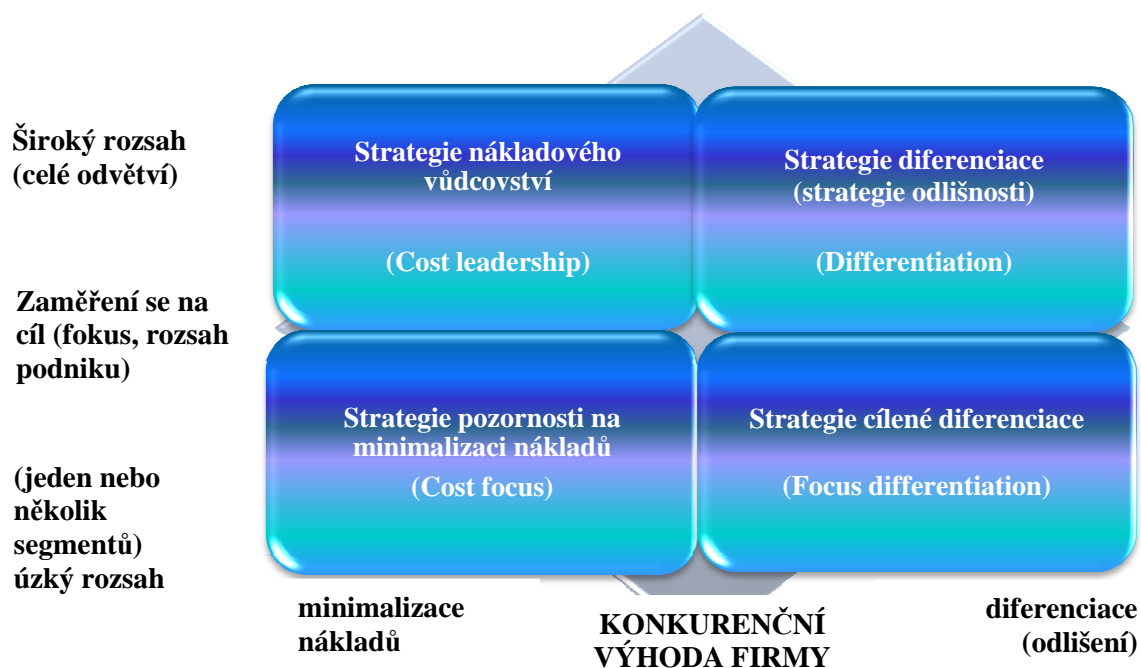 Široký rozsah
(celé odvětví)
Strategie nákladového
vůdcovství
(Cost leadership)
Strategie diferenciace
(strategie odlišnosti)
(Differentiation)
Zaměření se na
cíl (fokus, rozsah
podniku)
Strategie pozornosti na
minimalizaci nákladů
(Cost focus)
Strategie cílené diferenciace
(Focus differentiation)
(jeden nebo
několik
segmentů)
úzký rozsah
minimalizace
nákladů
KONKURENČNÍ
VÝHODA FIRMY
diferenciace
(odlišení)